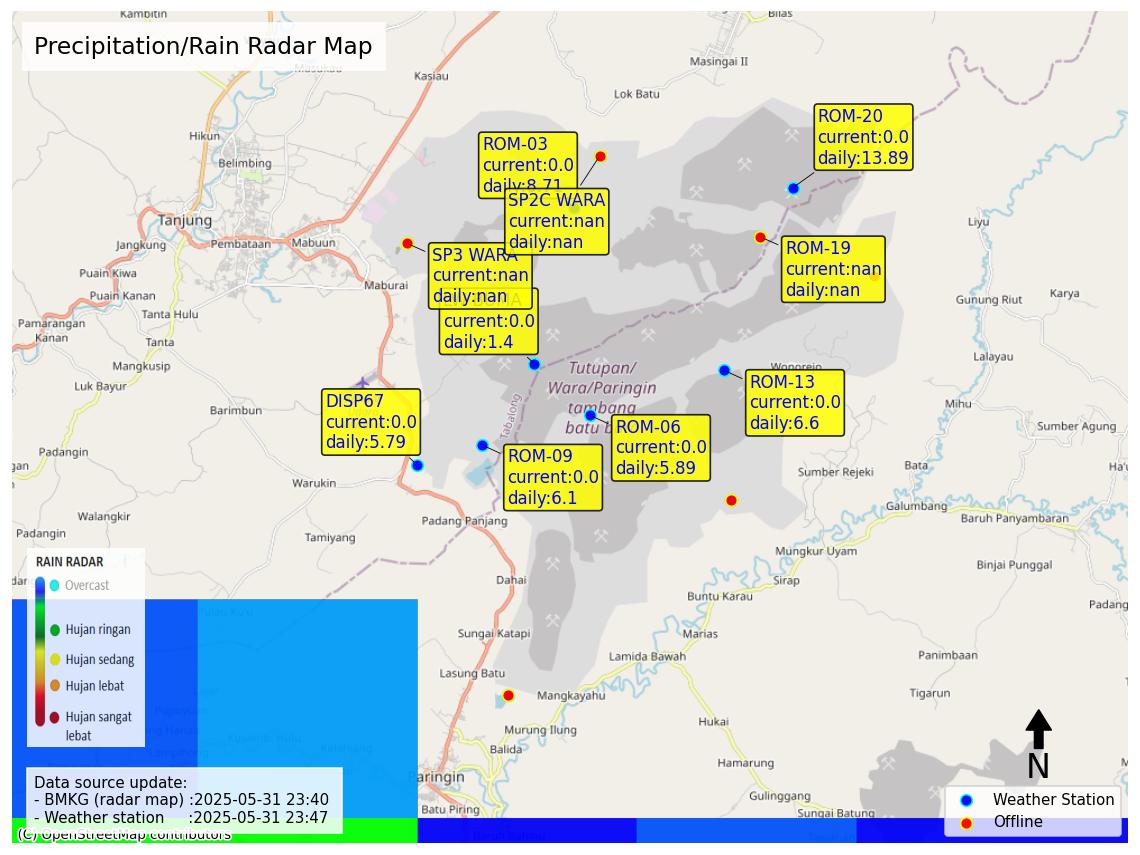 Precipitation/Rain Radar Map
Kambitin
Bilas
Masukau
Kasiau
Masingai II
Lok Batu
Hikun
Belimbing
Tanjung
Jangkung
Pembataan
Mabuun
Puain Kiwa
Puain Kanan
Maburai
Tanta Hulu
Pamarangan
Kanan
Tanta
Mangkusip
Luk Bayur
Barimbun
ROM-03
current:0.0
daily:8.71
SP2C WARA
current:nan
daily:nan
ROM-20
current:0.0
daily:13.89
SP3 WARA
current:nan
daily:nan
current:0.0
daily:1.4
ROM-19
current:nan
daily:nan
Liyu
Gunung Riut
Karya
Lalayau
Wonorejo
Mihu
Sumber Agung
Tutupan/
Wara/Paringin
tambang
batu b
Tabalong
ROM-13
current:0.0
daily:6.6
DISP67
current:0.0
daily:5.79
ROM-06
current:0.0
daily:5.89
ROM-09
current:0.0
daily:6.1
gan
Warukin
Sumber Rejeki
Bata
Galumbang
Baruh Panyambaran
Walangkir
Padangin
Tamiyang
Padang Panjang
Mungkur Uyam
Binjai Punggal
Dahai
Sirap
Buntu Karau
Padang
Sungai Katapi
Marias
Lamida Bawah
Panimbaan
Lasung Batu
Mangkayahu
Tigarun
Murung Ilung
Hukai
Balida
Hamarung
Paringin
Gulinggang
Batu Piring
Sungai Batung
RAIN RADAR
Overcast
Hujan ringan
Hujan sedang
Hujan lebat
Hujan sangat
lebat
Data source update:
- BMKG (radar map) :2025-05-31 23:40
- Weather station :2025-05-31 23:47
(C) OpenStreetMap contributors
N
Weather Station
Offline